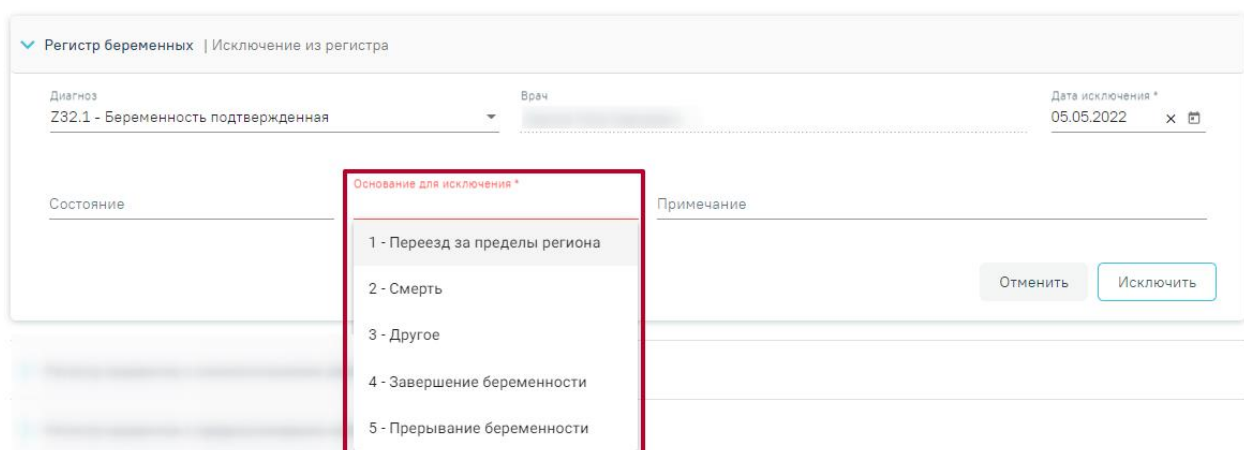 Регистр беременных | Исключение из регистра
Диагноз Врач Дата исключения *
Z32.1 - Беременность подтвержденная 05.05.2022
Основание для исключения *
Состояние Примечание
1 - Переезд за пределы региона
Отменить Исключить
2 - Смерть
3 - Другое
4 - Завершение беременности
5 - Прерывание беременности